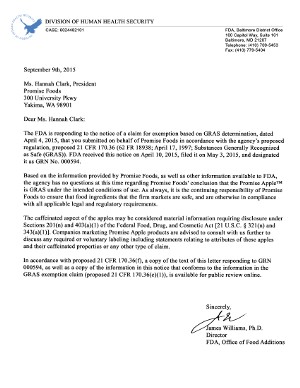 DIVISION OF HUMAN HEALTH SECURITY
CASE: 0024462101
FDA, Baltimore District Office
100 Capitol Way, Suite 101
Baltimore, MD 21207
Telephone: (410) 779-5403
Fax: (410) 779-5404
September 9th, 2015
Ms. Hannah Clark, President
Promise Foods
300 University Pkwy
Yakima, WA 98901
Dear Ms. Hannah Clark:
The FDA is responding to the notice of a claim for exemption based on GRAS determination, dated
April 4, 2015, that you submitted on behalf of Promise Foods in accordance with the agency's proposed
regulation, proposed 21 CFR 170.36 (62 FR 18938; April 17, 1997; Substances Generally Recognized
as Safe (GRAS)). FDA received this notice on April 10, 2015, filed it on May 3, 2015, and designated
it as GRN No. 000594.
Based on the information provided by Promise Foods, as well as other information available to FDA,
the agency has no questions at this time regarding Promise Foods' conclusion that the Promise Apple™
is GRAS under the intended conditions of use. As always, it is the continuing responsibility of Promise
Foods to ensure that food ingredients that the firm markets are safe, and are otherwise in compliance
with all applicable legal and regulatory requirements.
The caffeinated aspect of the apples may be considered material information requiring disclosure under
Sections 201(n) and 403(a)(1) of the Federal Food, Drug, and Cosmetic Act [21 U.S.C. § 321(n) and
343(a)(1)]. Companies marketing Promise Apple products are advised to consult with us further to
discuss any required or voluntary labeling including statements relating to attributes of these apples and
their caffeinated properties or any other type of claim.
In accordance with proposed 21 CFR 170.36(f), a copy of the text of this letter responding to GRN
000594, as well as a copy of the information in this notice that conforms to the information in the
GRAS exemption claim (proposed 21 CFR 170.36(c)(1)), is available for public review online.
Sincerely,
James Williams, Ph.D.
Director
FDA, Office of Food Additions